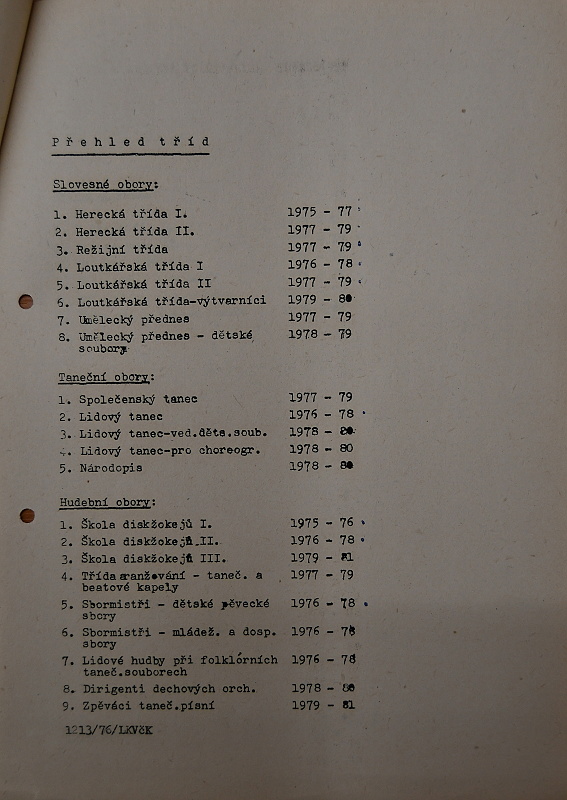 P ř e h l e d  t ř í d
Slovesné obory:
1. Herecká třída I. 1975 - 77
2. Herecká třída II. 1977 - 79
3. Režijní třída 1977 - 79
4. Loutkářská třída I 1976 - 78
5. Loutkářská třída II 1977 - 79
6. Loutkářská třída-výtvarníci 1979 - 80
7. Umělecký přednes 1977 - 79
8. Umělecký přednes - dětské 1978 - 79
soubory
Taneční obory:
1. Společenský tanec 1977 - 79
2. Lidový tanec 1976 - 78
3. Lidový tanec-ved.děts.soub. 1978 - 80
4. Lidový tanec-pro choreogr. 1978 - 80
5. Národopis 1978 - 80
Hudební obory:
1. Škola diskžokejů I. 1975 - 76
2. Škola diskžokejů II. 1976 - 78
3. Škola diskžokejů III. 1979 - 81
4. Třída aranžování - taneč. a 1977 - 79
beatové kapely
5. Sbormistři - dětské pěvecké 1976 - 78
sbory
6. Sbormistři - mládež. a dosp. 1976 - 78
sbory
7. Lidové hudby při folklórních 1976 - 78
taneč.souborech
8. Dirigenti dechových orch. 1978 - 80
9. Zpěváci taneč.písní 1979 - 81
1213/76/LKVčK